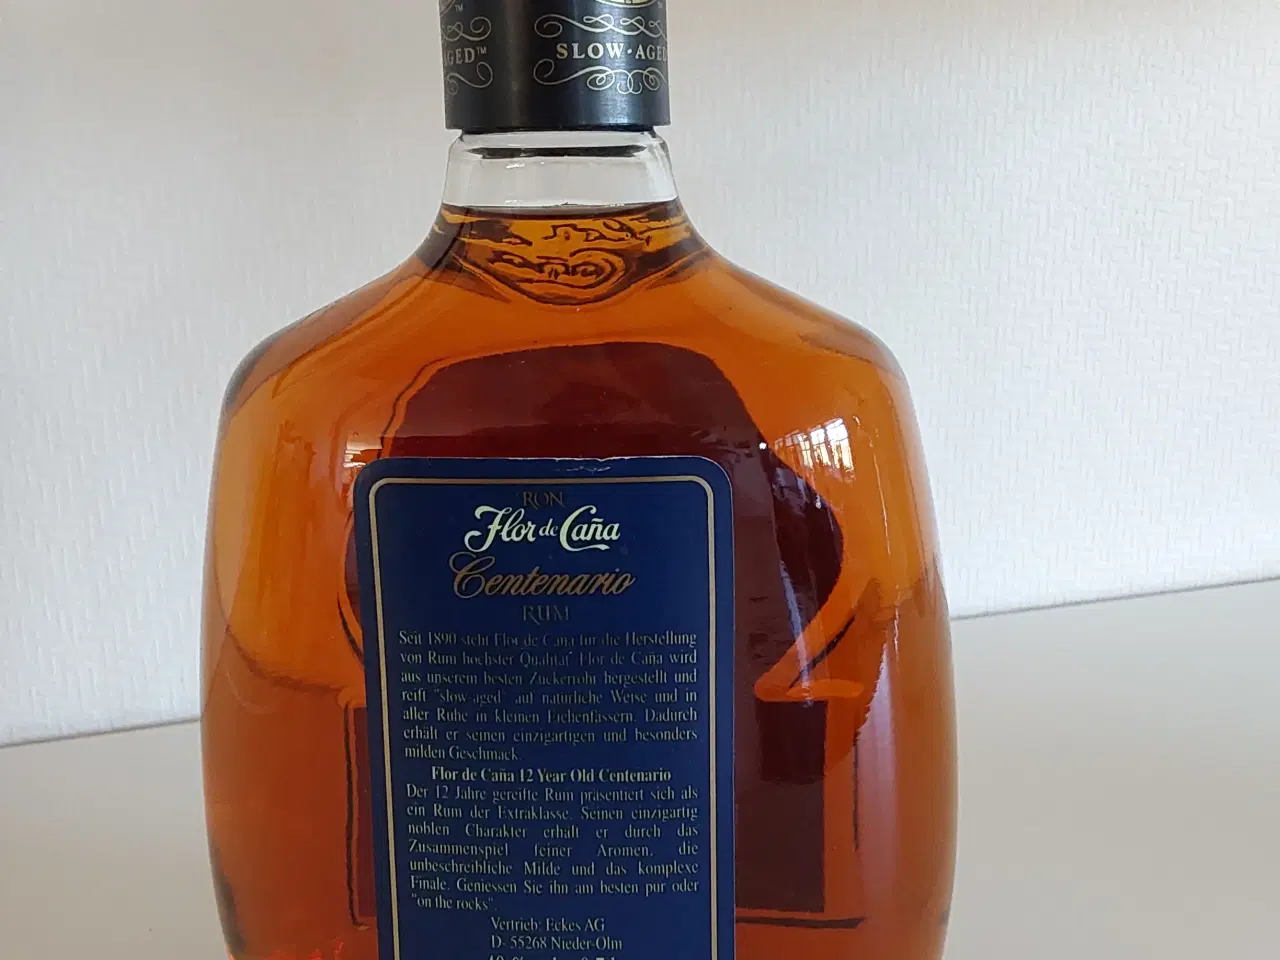 AGED™
SLOW·AGED
RON
Flor de Caña
Centenario
RUM
Seit 1890 steht Flor de Caña für die Herstellung
von Rum höchster Qualität. Flor de Caña wird
aus unserem besten Zuckerrohr hergestellt und
reift "slow-aged" auf natürliche Weise und in
aller Ruhe in kleinen Eichenfässern. Dadurch
erhält er seinen einzigartigen und besonders
milden Geschmack.
Flor de Caña 12 Year Old Centenario
Der 12 Jahre gereifte Rum präsentiert sich als
ein Rum der Extraklasse. Seinen einzigartig
noblen Charakter erhält er durch das
Zusammenspiel feiner Aromen, die
unbeschreibliche Milde und das komplexe
Finale. Geniessen Sie ihn am besten pur oder
"on the rocks".
Vertrieb: Eckes AG
D- 55268 Nieder-Olm